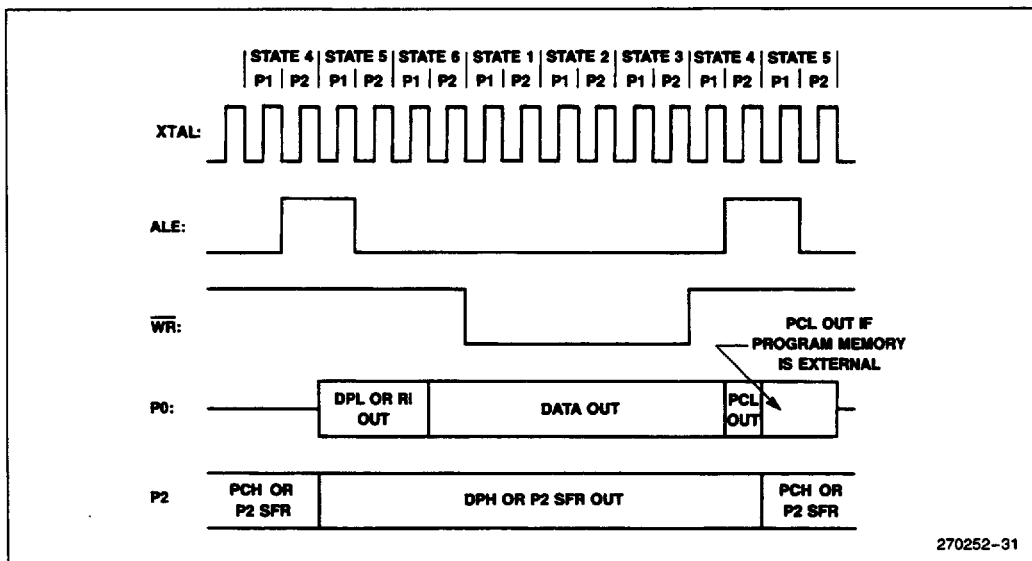 STATE 4 STATE 5 STATE 6 STATE 1 STATE 2 STATE 3 STATE 4 STATE 5
P1 P2 P1 P2 P1 P2 P1 P2 P1 P2 P1 P2 P1 P2 P1 P2
XTAL:
ALE:
WR:
PCL OUT IF
PROGRAM MEMORY
IS EXTERNAL
P0:
DPL OR RI
OUT
DATA OUT
PCL
OUT
P2
PCH OR
P2 SFR
DPH OR P2 SFR OUT
PCH OR
P2 SFR
270252-31